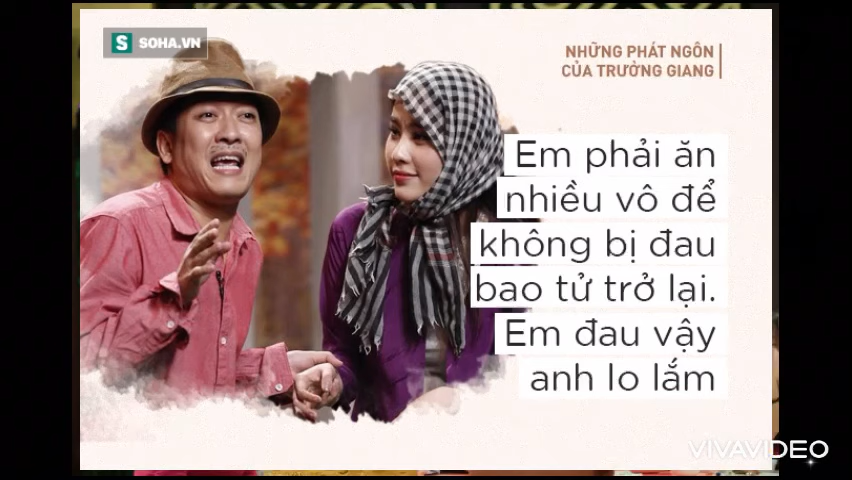 SOHA.VN
NHỮNG PHÁT NGÔN
CỦA TRƯỜNG GIANG
Em phải ăn
nhiều vô để
không bị đau
bao tử trở lại.
Em đau vậy
anh lo lắm
VIVAVIDEO